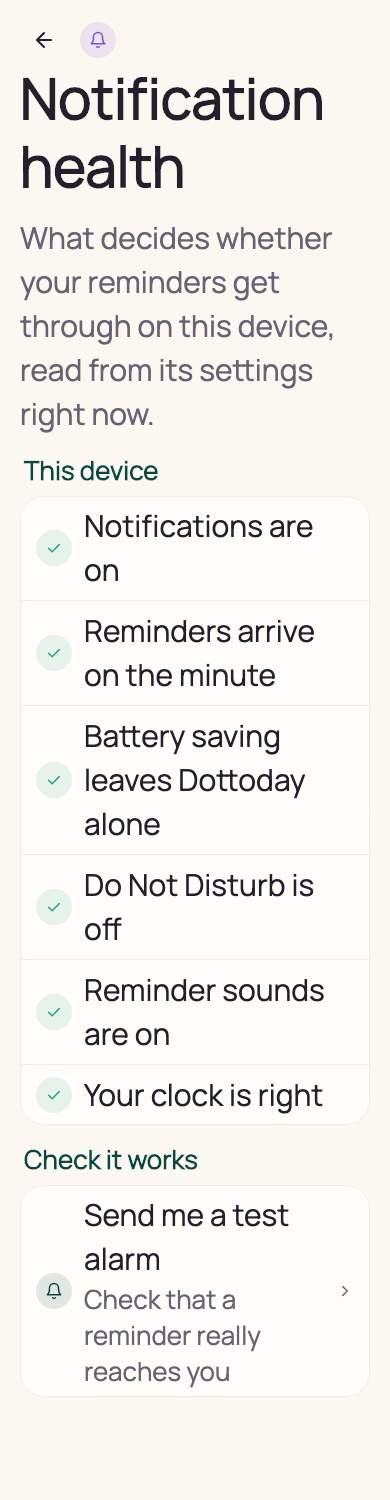 Notification
health
What decides whether
your reminders get
through on this device,
read from its settings
right now.
This device
Notifications are
on
Reminders arrive
on the minute
Battery saving
leaves Dottoday
alone
Do Not Disturb is
off
Reminder sounds
are on
Your clock is right
Check it works
Send me a test
alarm
Check that a
reminder really
reaches you